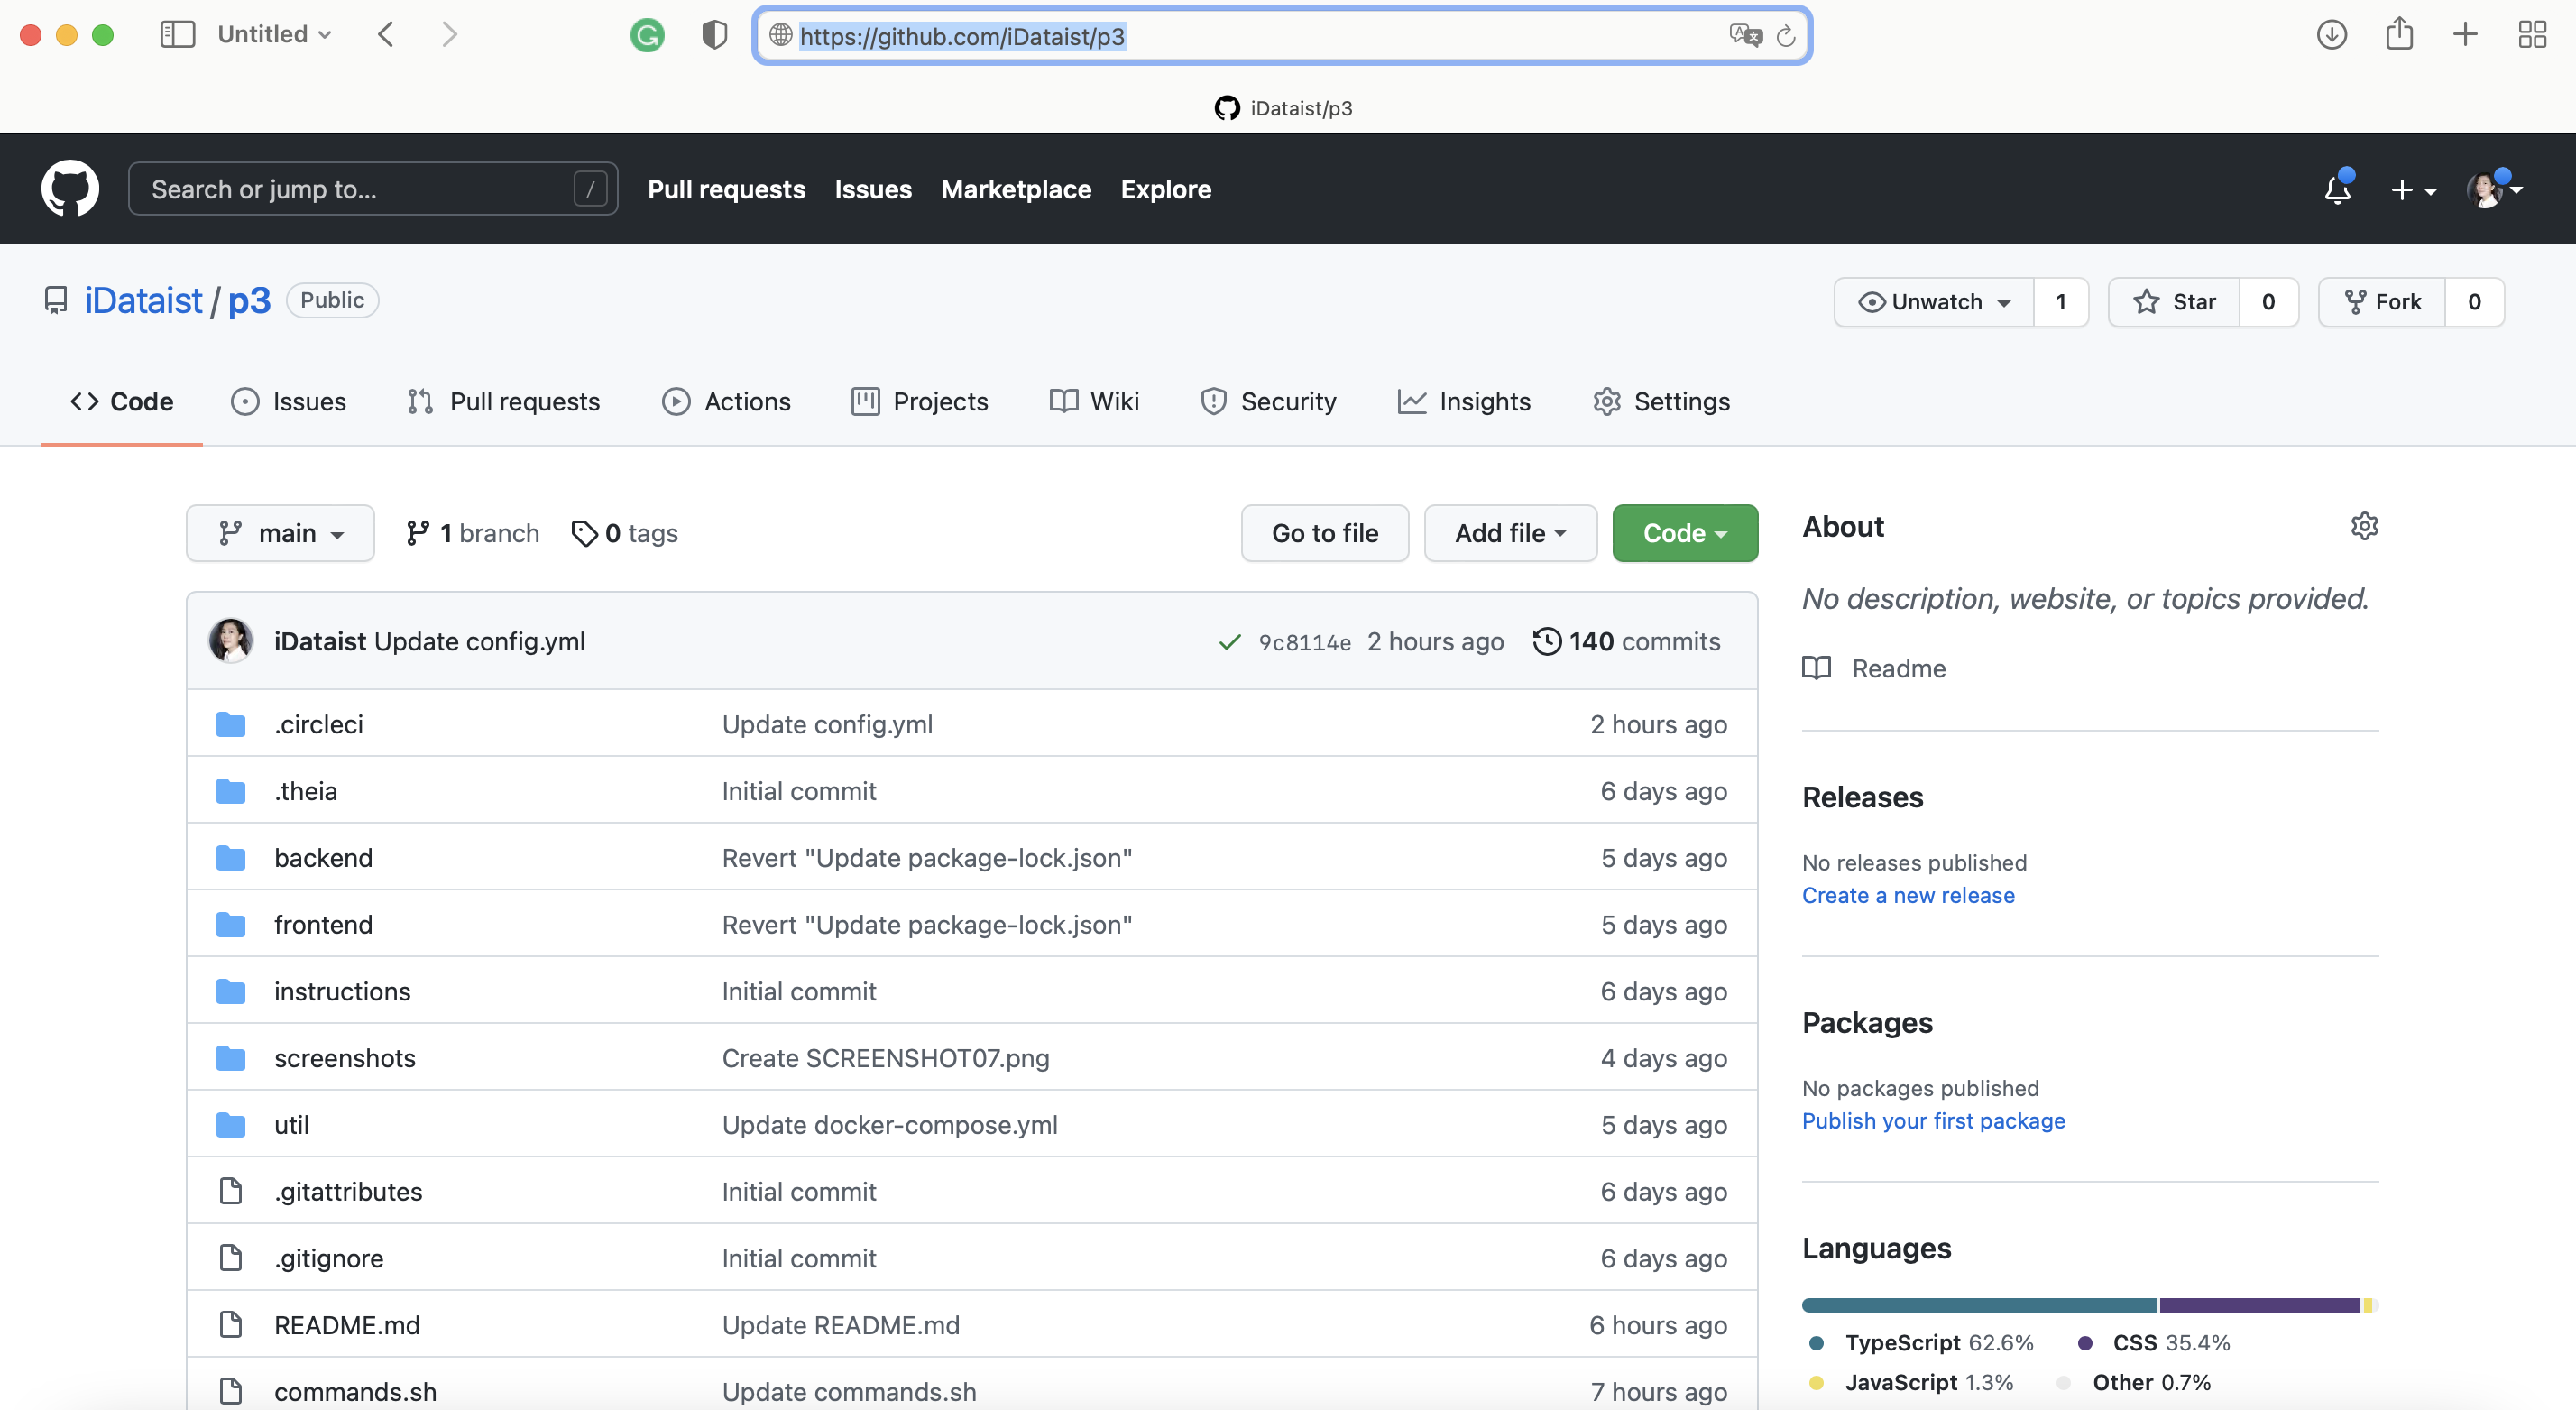 Untitled
https://github.com/iDataist/p3
iDataist/p3
Search or jump to... /
Pull requests Issues Marketplace Explore
iDataist / p3 Public
Unwatch 1 Star 0 Fork 0
Code Issues Pull requests Actions Projects Wiki Security Insights Settings
main 1 branch 0 tags Go to file Add file Code
iDataist Update config.yml 9c8114e 2 hours ago 140 commits
.circleci Update config.yml 2 hours ago
.theia Initial commit 6 days ago
backend Revert "Update package-lock.json" 5 days ago
frontend Revert "Update package-lock.json" 5 days ago
instructions Initial commit 6 days ago
screenshots Create SCREENSHOT07.png 4 days ago
util Update docker-compose.yml 5 days ago
.gitattributes Initial commit 6 days ago
.gitignore Initial commit 6 days ago
README.md Update README.md 6 hours ago
commands.sh Update commands.sh 7 hours ago
About
No description, website, or topics provided.
Readme
Releases
No releases published
Create a new release
Packages
No packages published
Publish your first package
Languages
TypeScript 62.6% CSS 35.4%
JavaScript 1.3% Other 0.7%